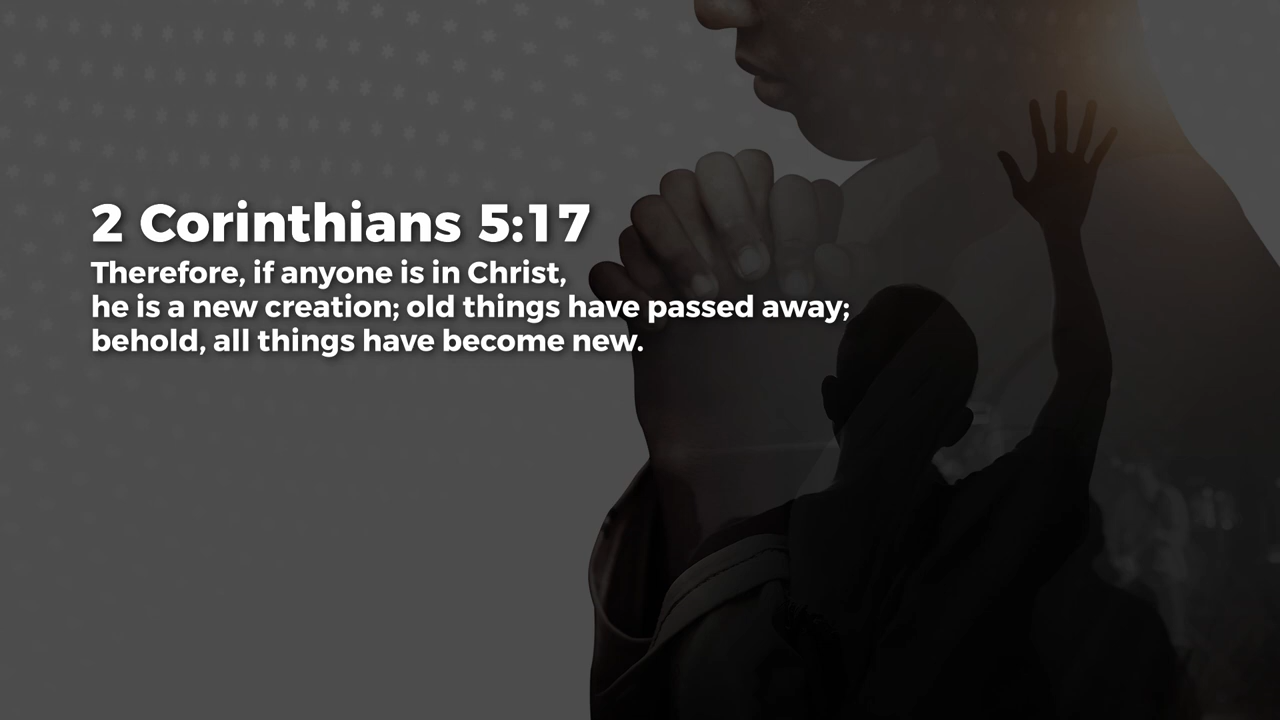 2 Corinthians 5:17
Therefore, if anyone is in Christ,
he is a new creation; old things have passed away;
behold, all things have become new.